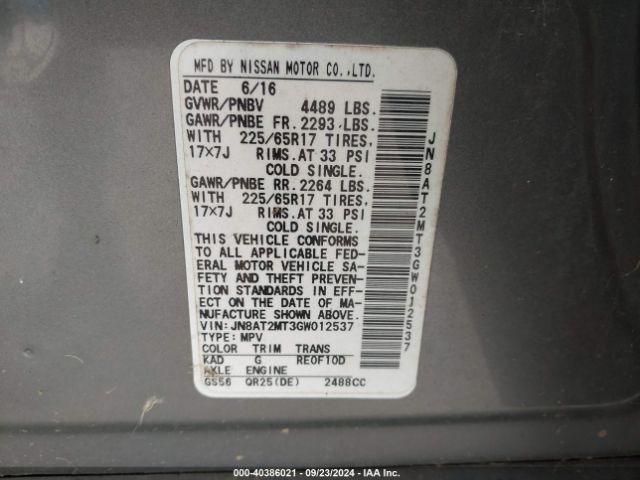 MFD BY NISSAN MOTOR CO.,LTD.
DATE 6/16
GVWR/PNBV 4489 LBS.
GAWR/PNBE FR. 2293 LBS.
WITH 225/65R17 TIRES,
17×7J RIMS.AT 33 PSI
COLD SINGLE.
GAWR/PNBE RR. 2264 LBS.
WITH 225/65R17 TIRES,
17×7J RIMS.AT 33 PSI
COLD SINGLE.
THIS VEHICLE CONFORMS
TO ALL APPLICABLE FED-
ERAL MOTOR VEHICLE SA-
FETY AND THEFT PREVEN-
TION STANDARDS IN EFF-
ECT ON THE DATE OF MA-
NUFACTURE SHOWN ABOVE.
VIN:JN8AT2MT3GW012537
TYPE:MPV
COLOR TRIM TRANS
KAD G RE0F10D
AXLE ENGINE
GS56 QR25(DE) 2488CC
JN8AT2MT3GW012537
000-40386021 - 09/23/2024 - IAA Inc.